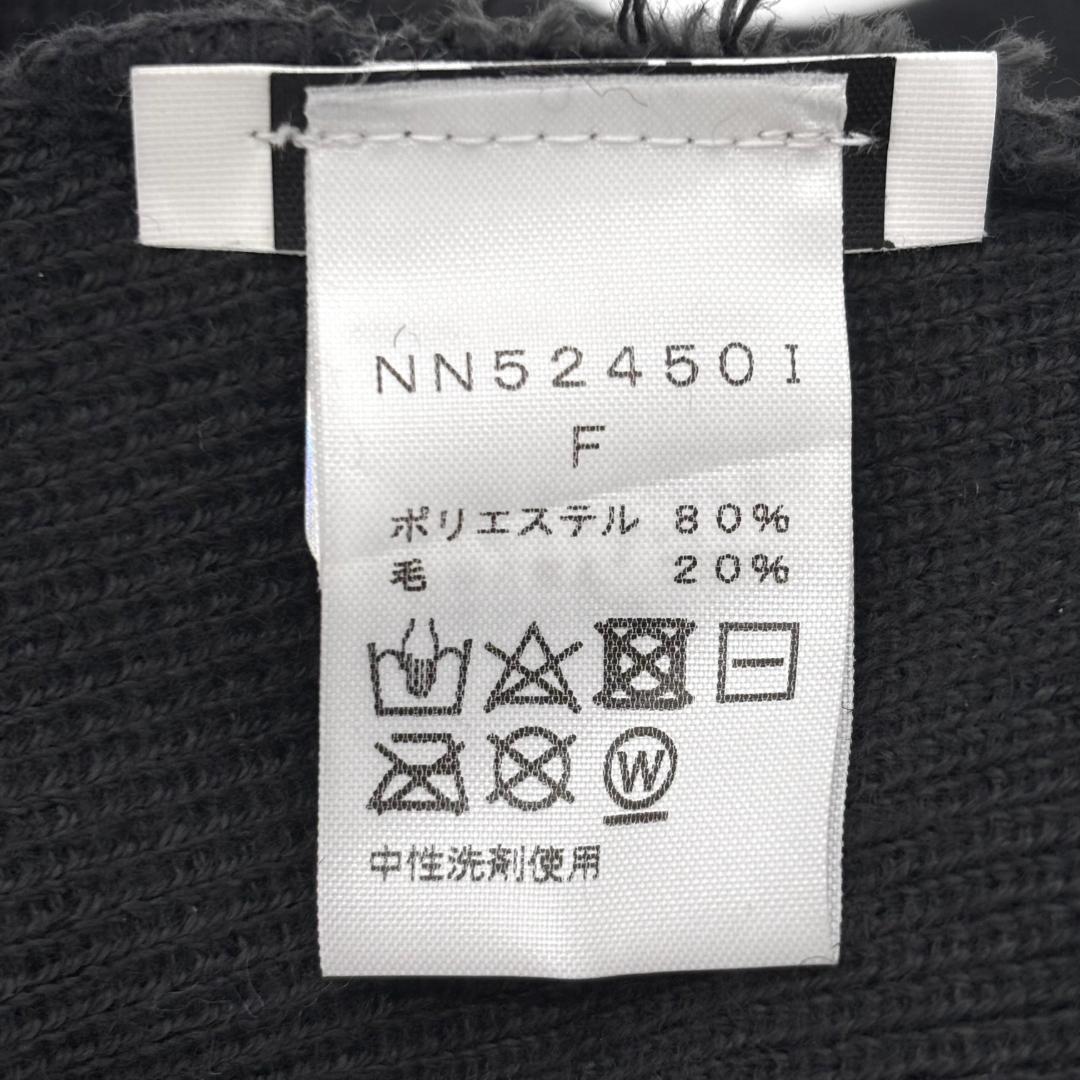 NN52450I
F
ポリエステル 80%
毛 20%
W
中性洗剤使用